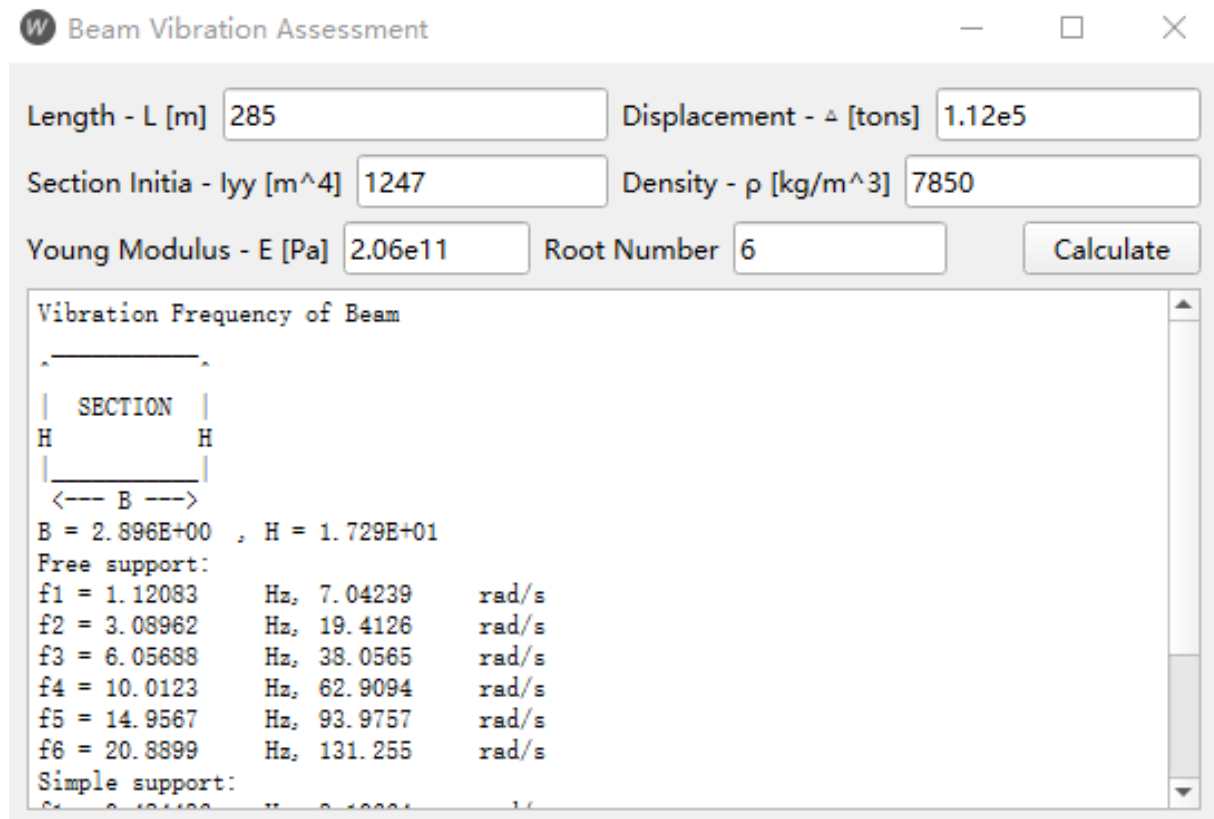 W Beam Vibration Assessment
Length - L [m] 285 Displacement - △ [tons] 1.12e5
Section Initia - Iyy [m^4] 1247 Density - ρ [kg/m^3] 7850
Young Modulus - E [Pa] 2.06e11 Root Number 6 Calculate
Vibration Frequency of Beam
| SECTION |
H H
|___________|
<--- B --->
B = 2.896E+00 , H = 1.729E+01
Free support:
f1 = 1.12083 Hz, 7.04239 rad/s
f2 = 3.08962 Hz, 19.4126 rad/s
f3 = 6.05688 Hz, 38.0565 rad/s
f4 = 10.0123 Hz, 62.9094 rad/s
f5 = 14.9567 Hz, 93.9757 rad/s
f6 = 20.8899 Hz, 131.255 rad/s
Simple support: